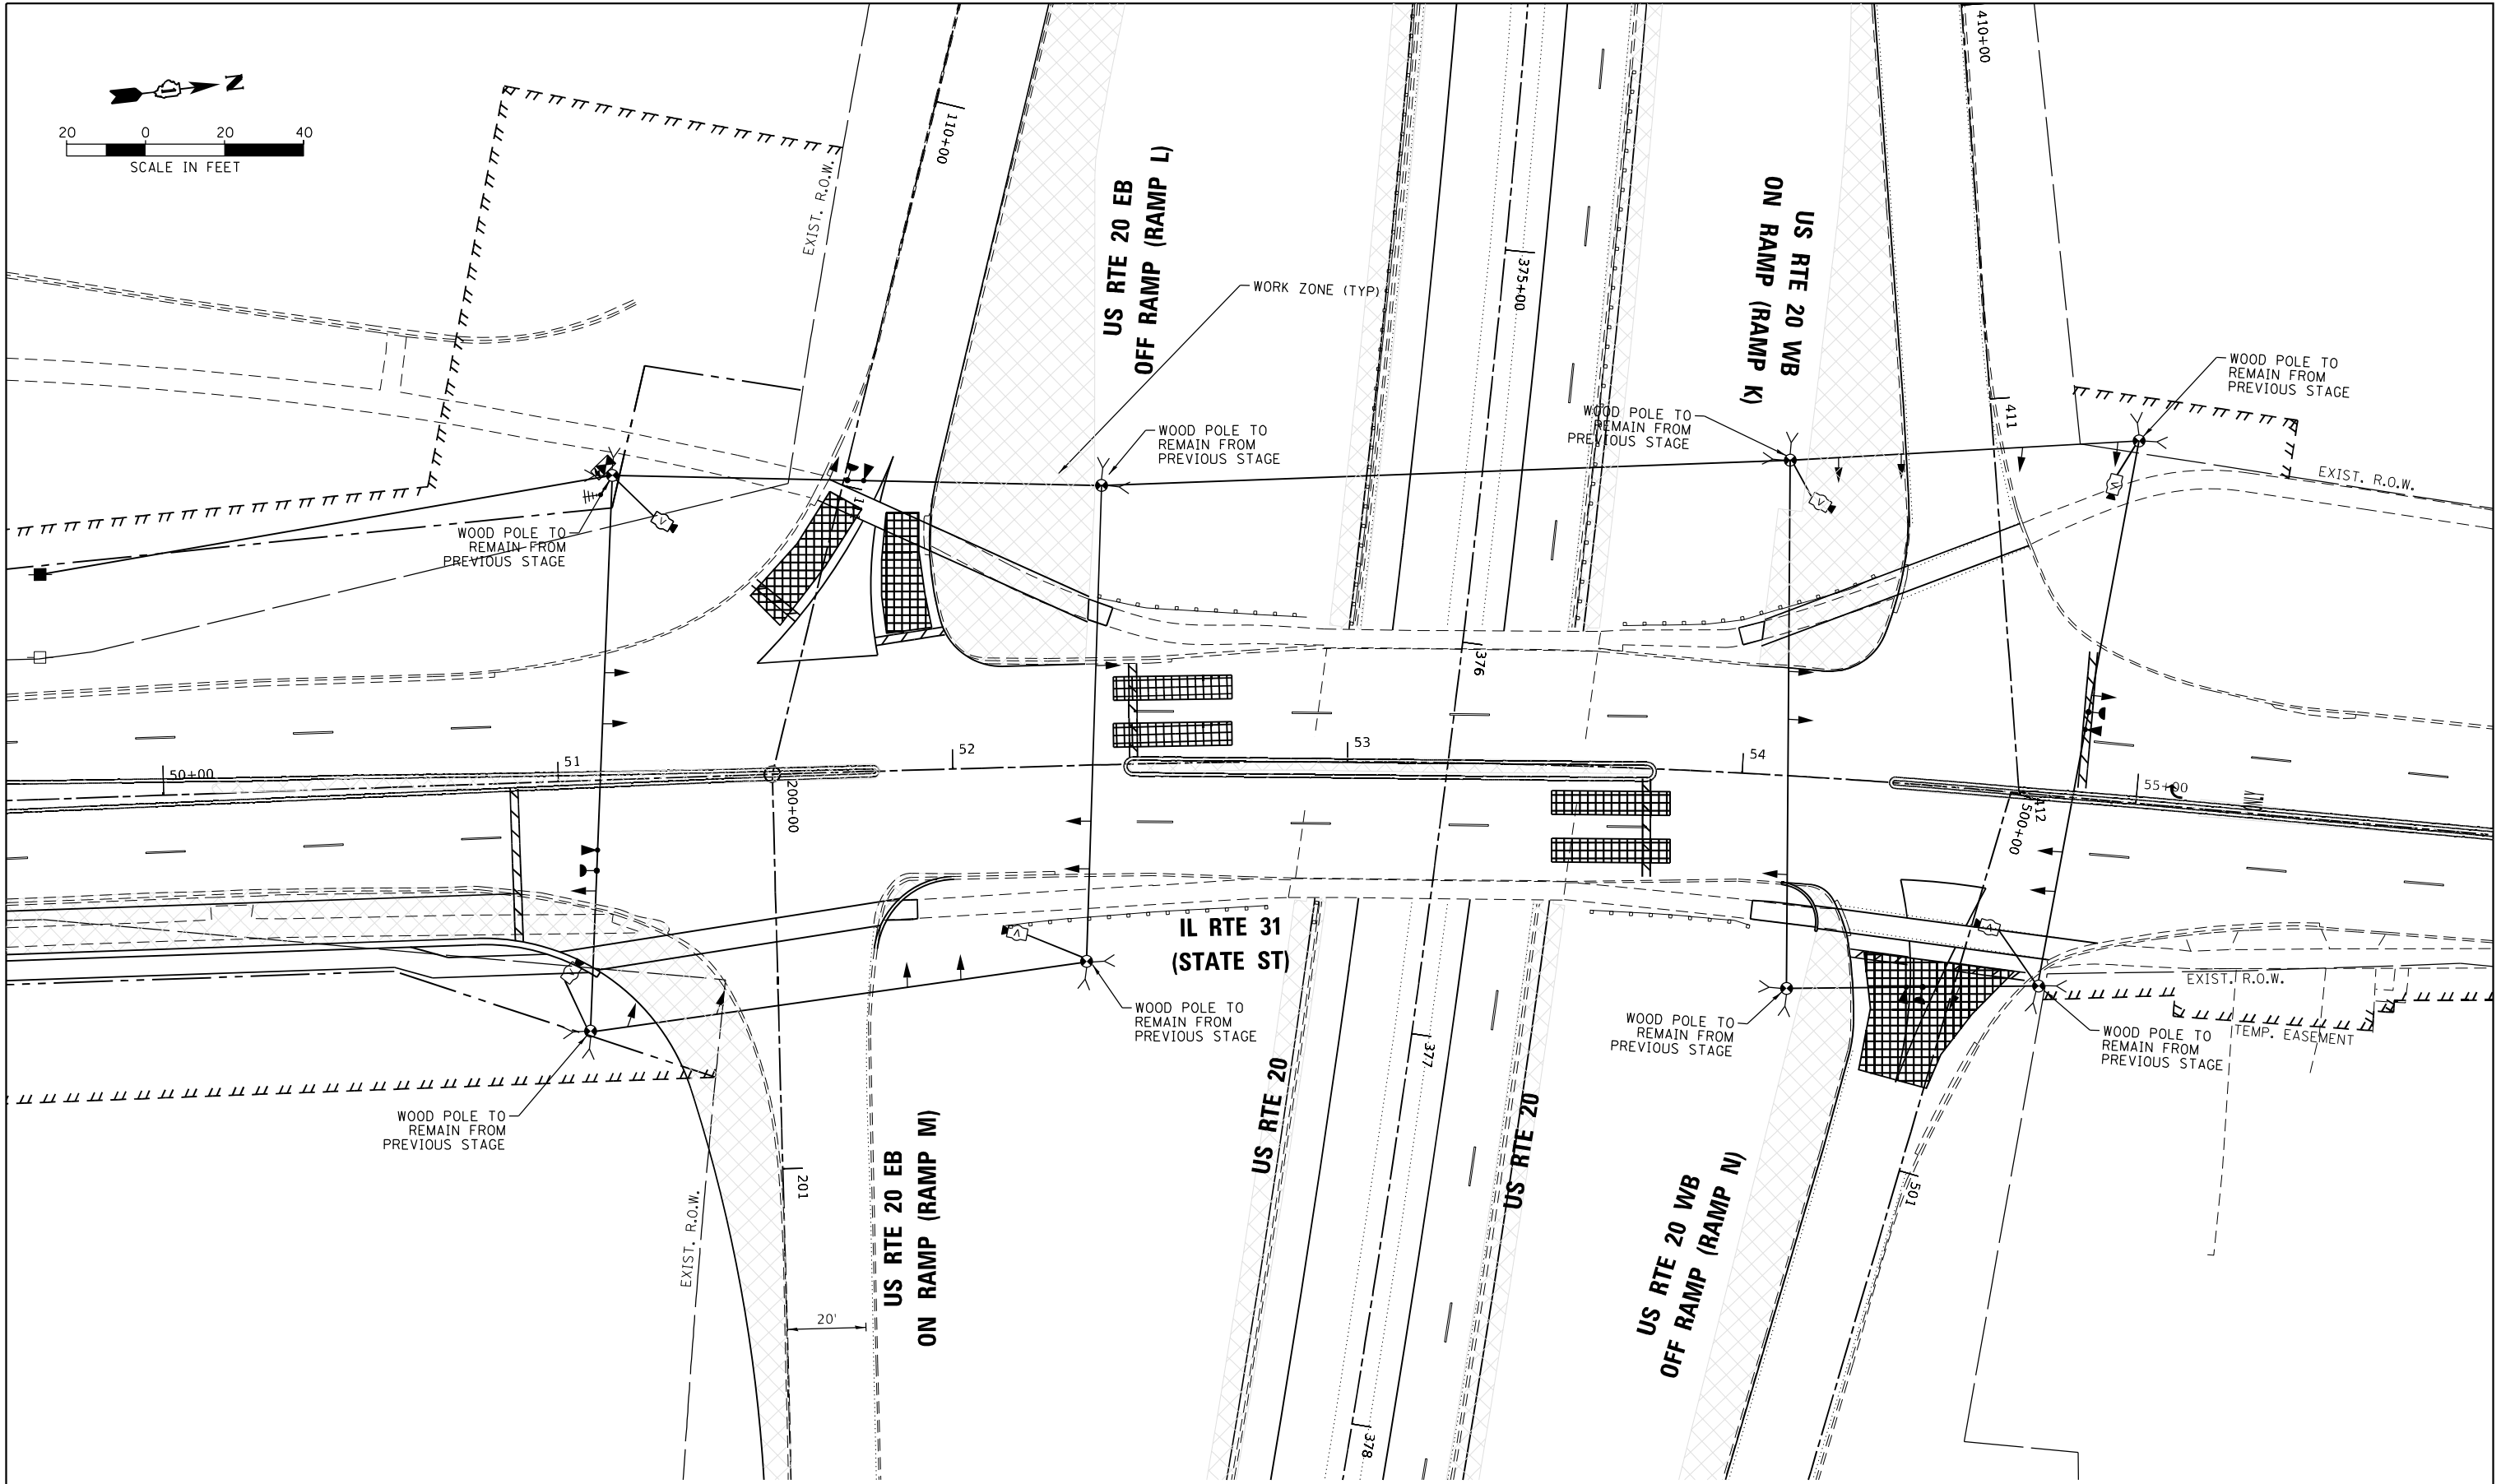 N
20 0 20 40
SCALE IN FEET
EXIST. R.O.W.
110+00
US RTE 20 EB
OFF RAMP (RAMP L)
WORK ZONE (TYP)
375+00
US RTE 20 WB
ON RAMP (RAMP K)
410+00
411
WOOD POLE TO
REMAIN FROM
PREVIOUS STAGE
WOOD POLE TO
REMAIN FROM
PREVIOUS STAGE
WOOD POLE TO
REMAIN FROM
PREVIOUS STAGE
WOOD POLE TO
REMAIN FROM
PREVIOUS STAGE
EXIST. R.O.W.
376
50+00
51
52
53
54
55+00
200+00
412
500+00
IL RTE 31
(STATE ST)
WOOD POLE TO
REMAIN FROM
PREVIOUS STAGE
WOOD POLE TO
REMAIN FROM
PREVIOUS STAGE
WOOD POLE TO
REMAIN FROM
PREVIOUS STAGE
WOOD POLE TO
REMAIN FROM
PREVIOUS STAGE
EXIST. R.O.W.
TEMP. EASEMENT
EXIST. R.O.W.
201
20'
US RTE 20 EB
ON RAMP (RAMP M)
US RTE 20
377
US RTE 20
378
US RTE 20 WB
OFF RAMP (RAMP N)
501